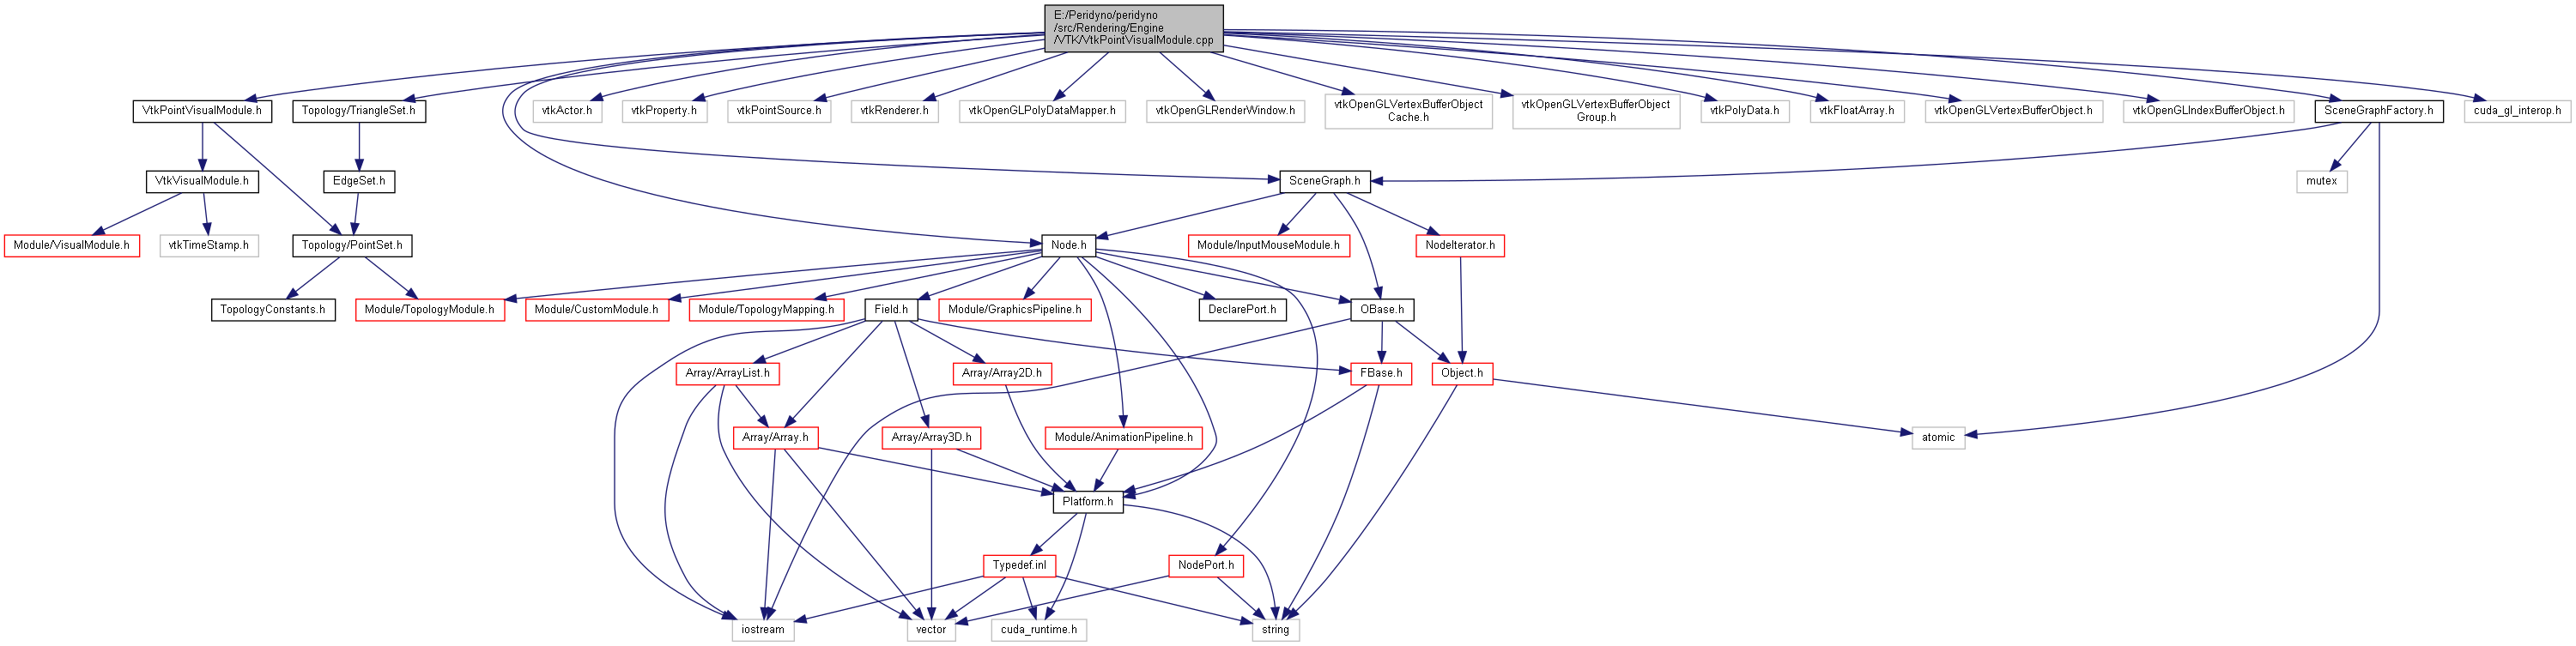 E:/Peridyno/peridyno
/src/Rendering/Engine
/VTK/VtkPointVisualModule.cpp
VtkPointVisualModule.h
Topology/TriangleSet.h
vtkActor.h
vtkProperty.h
vtkPointSource.h
vtkRenderer.h
vtkOpenGLPolyDataMapper.h
vtkOpenGLRenderWindow.h
vtkOpenGLVertexBufferObject
Cache.h
vtkOpenGLVertexBufferObject
Group.h
vtkPolyData.h
vtkFloatArray.h
vtkOpenGLVertexBufferObject.h
vtkOpenGLIndexBufferObject.h
SceneGraphFactory.h
cuda_gl_interop.h
VtkVisualModule.h
EdgeSet.h
SceneGraph.h
mutex
Module/VisualModule.h
vtkTimeStamp.h
Topology/PointSet.h
Node.h
Module/InputMouseModule.h
NodeIterator.h
TopologyConstants.h
Module/TopologyModule.h
Module/CustomModule.h
Module/TopologyMapping.h
Field.h
Module/GraphicsPipeline.h
DeclarePort.h
OBase.h
Array/ArrayList.h
Array/Array2D.h
FBase.h
Object.h
Array/Array.h
Array/Array3D.h
Module/AnimationPipeline.h
atomic
Platform.h
Typedef.inl
NodePort.h
iostream
vector
cuda_runtime.h
string